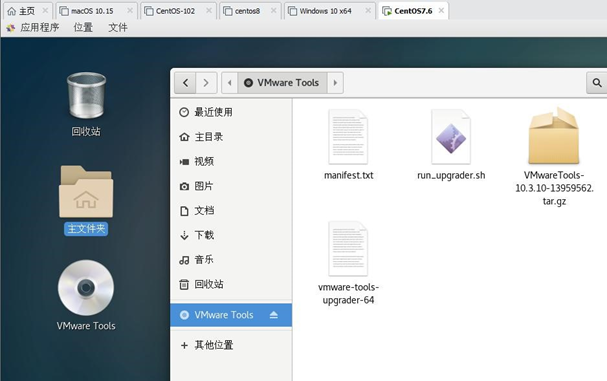 主页 macOS 10.15 CentOS-102 centos8 Windows 10 x64 CentOS7.6
应用程序 位置 文件
VMware Tools
回收站
主文件夹
VMware Tools
最近使用
主目录
视频
图片
文档
下载
音乐
回收站
VMware Tools
其他位置
manifest.txt
run_upgrader.sh
VMwareTools-
10.3.10-13959562.
tar.gz
vmware-tools-
upgrader-64